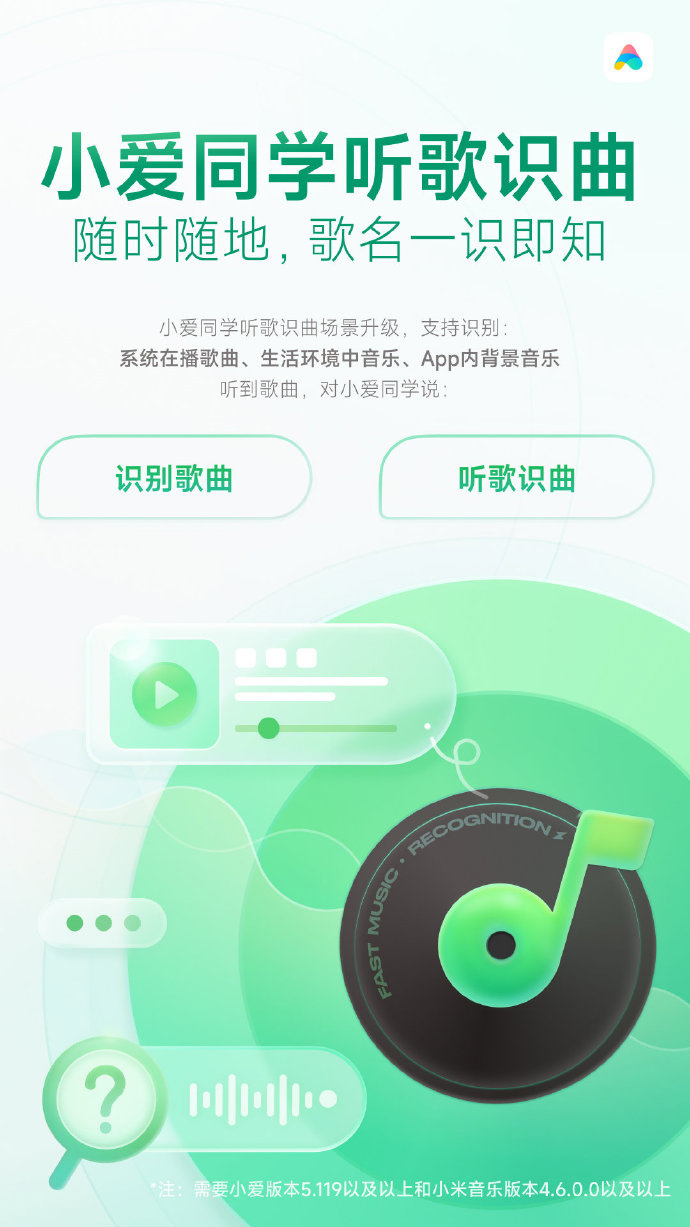 小爱同学听歌识曲
随时随地，歌名一识即知
小爱同学听歌识曲场景升级，支持识别：
系统在播歌曲、生活环境中音乐、App内背景音乐
听到歌曲，对小爱同学说：
识别歌曲
听歌识曲
FAST MUSIC · RECOGNITION
?
*注：需要小爱版本5.119以及以上和小米音乐版本4.6.0.0以及以上